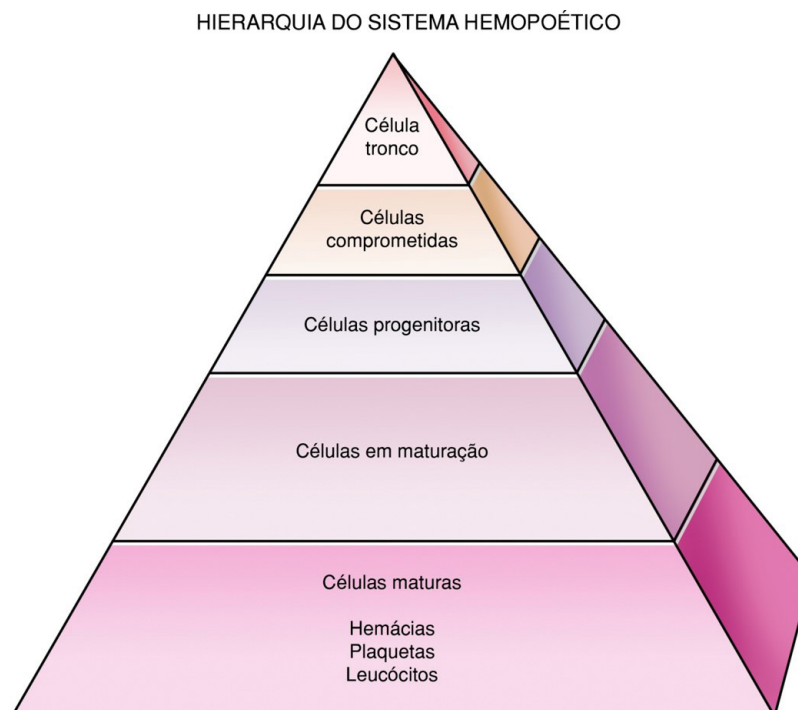 HIERARQUIA DO SISTEMA HEMOPOÉTICO
Célula
tronco
Células
comprometidas
Células progenitoras
Células em maturação
Células maturas
Hemácias
Plaquetas
Leucócitos